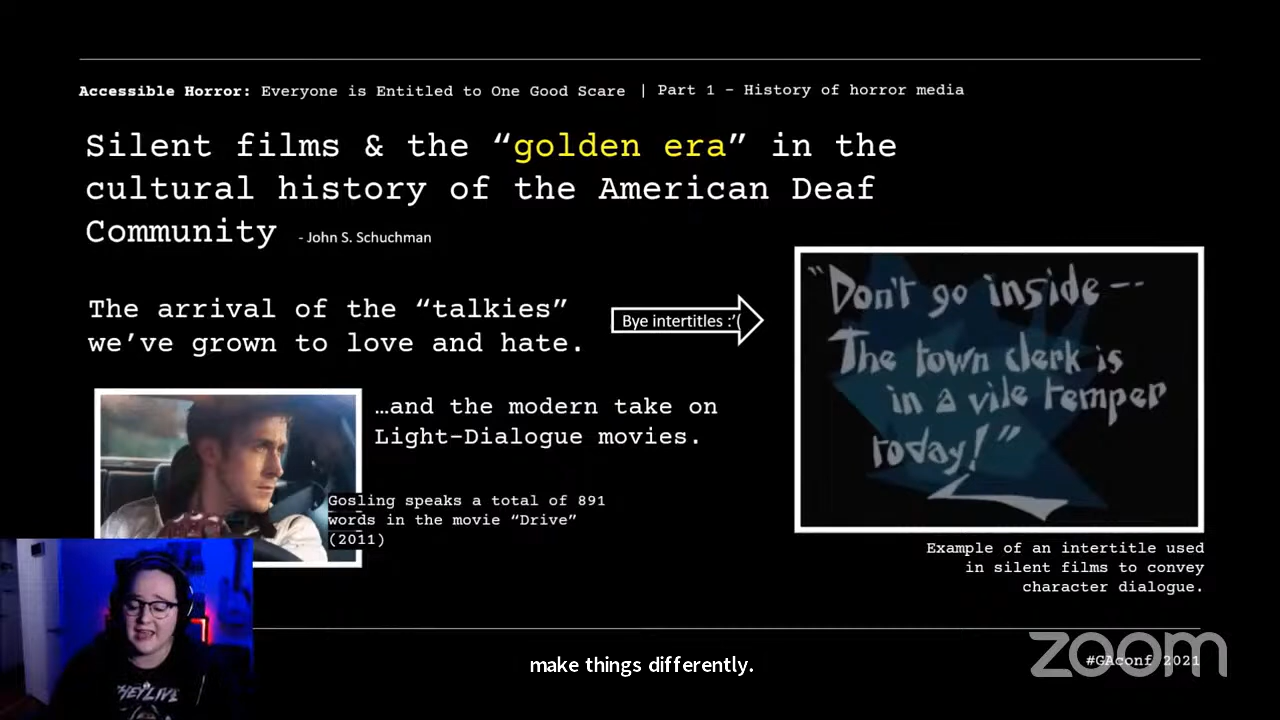 Accessible Horror: Everyone is Entitled to One Good Scare | Part 1 – History of horror media
Silent films & the “golden era” in the
cultural history of the American Deaf
Community - John S. Schuchman
The arrival of the “talkies”
we’ve grown to love and hate.
Bye intertitles :’(
“Don't go inside--
The town clerk is
in a vile temper
today!”
…and the modern take on
Light-Dialogue movies.
Gosling speaks a total of 891
words in the movie “Drive”
(2011)
Example of an intertitle used
in silent films to convey
character dialogue.
THEY LIVE
make things differently.
zoom
#GAconf 2021